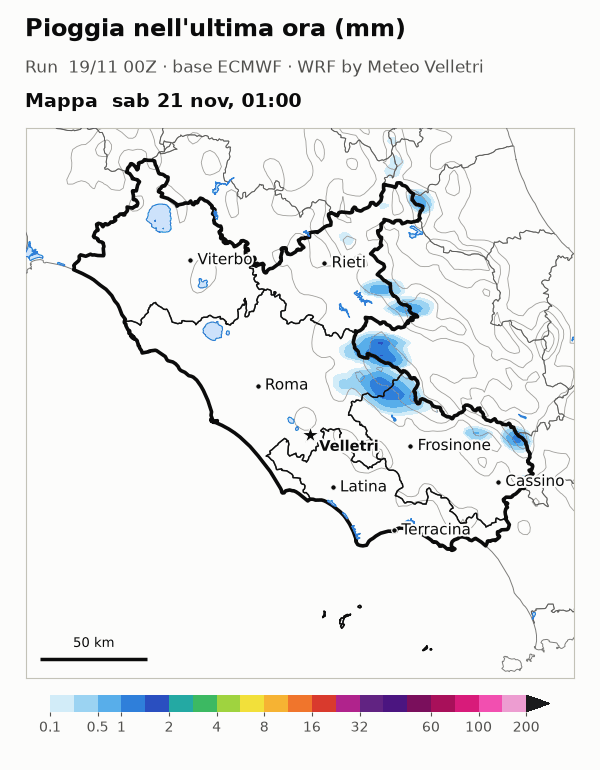 Pioggia nell'ultima ora (mm)
Run 19/11 00Z · base ECMWF · WRF by Meteo Velletri
Mappa sab 21 nov, 01:00
Viterbo
Rieti
Roma
Velletri
Frosinone
Latina
Cassino
Terracina
50 km
0.1 0.5 1 2 4 8 16 32 60 100 200